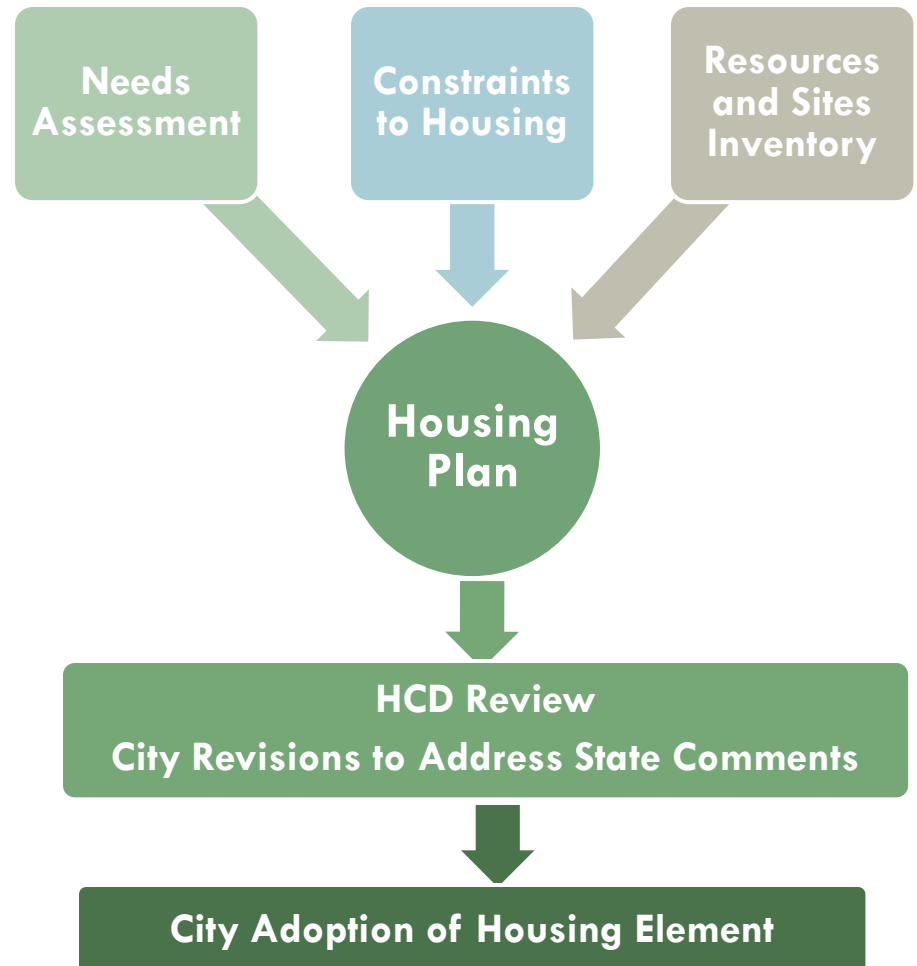 Needs
Assessment
Constraints
to Housing
Resources
and Sites
Inventory
Housing
Plan
HCD Review
City Revisions to Address State Comments
City Adoption of Housing Element